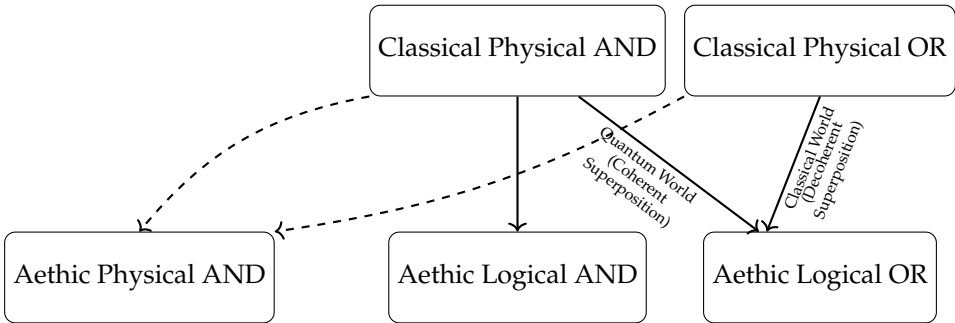 Classical Physical AND
Classical Physical OR
Quantum World
(Coherent
Superposition)
Classical World
(Decoherent
Superposition)
Aethic Physical AND
Aethic Logical AND
Aethic Logical OR